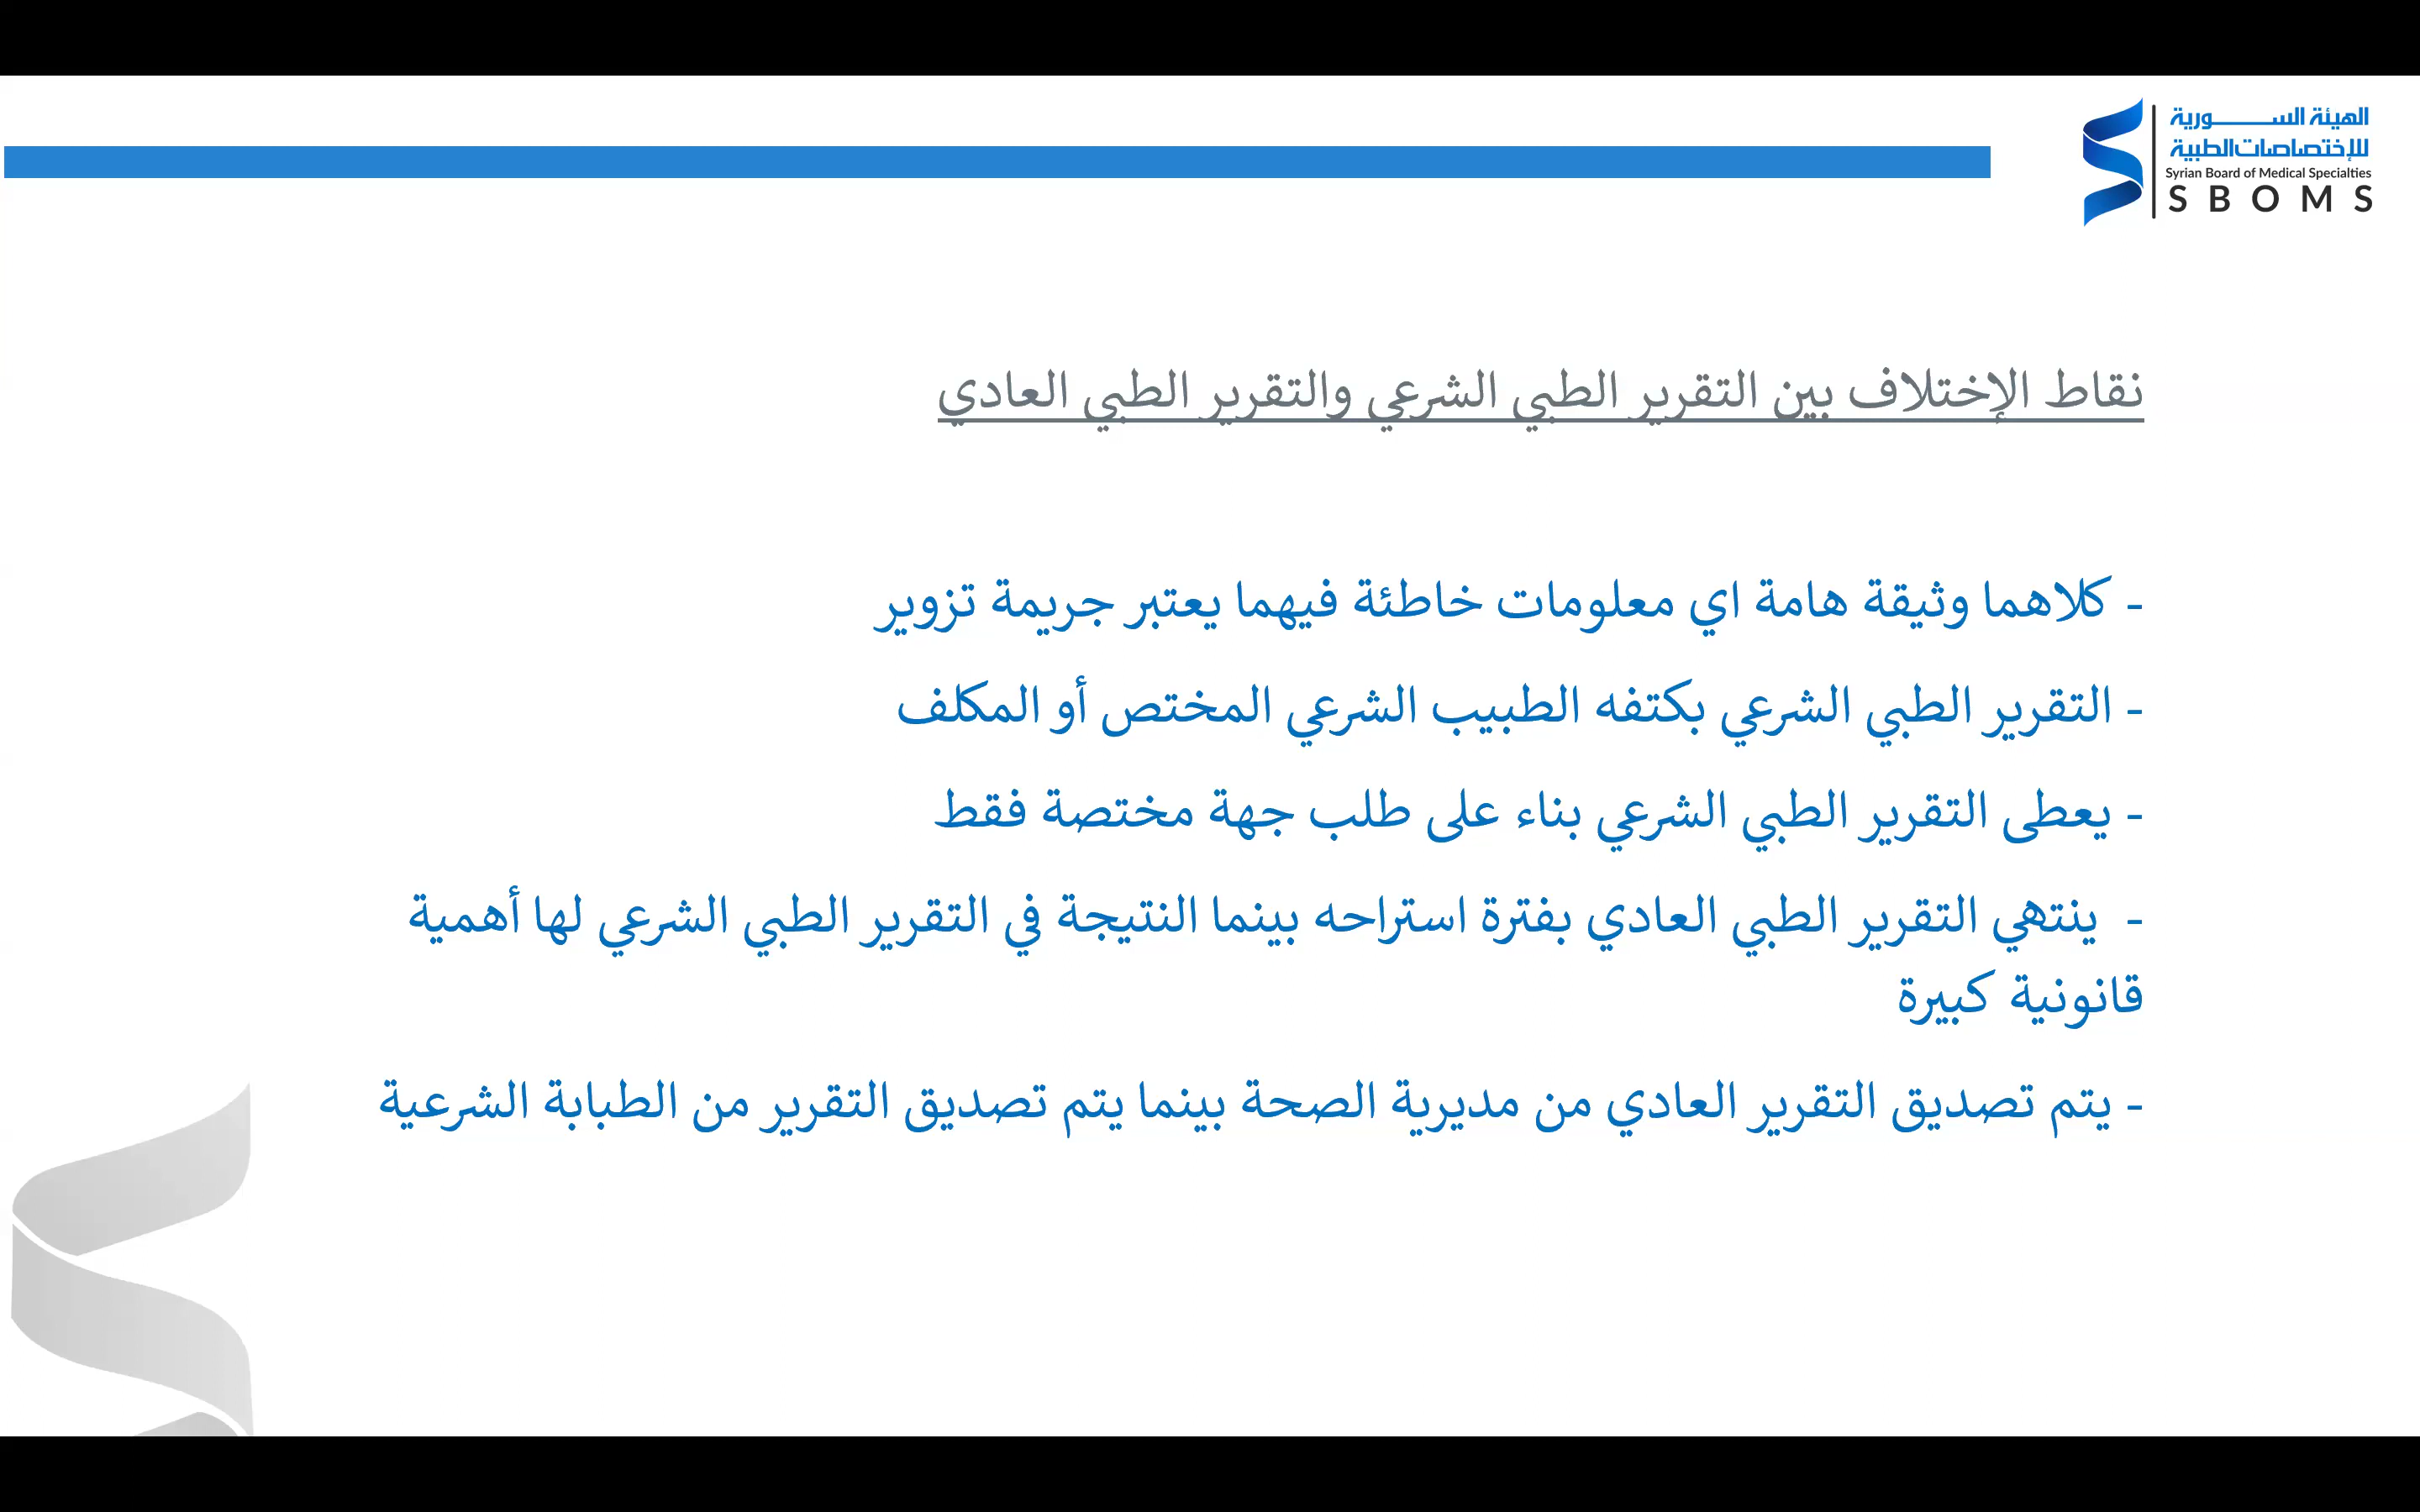 الهيئة السـورية
للإختصاصات الطبية
Syrian Board of Medical Specialties
SBOMS
نقاط الإختلاف بين التقرير الطبي الشرعي والتقرير الطبي العادي
- كلاهما وثيقة هامة اي معلومات خاطئة فيهما يعتبر جريمة تزوير
- التقرير الطبي الشرعي بكتفه الطبيب الشرعي المختص أو المكلف
- يعطى التقرير الطبي الشرعي بناء على طلب جهة مختصة فقط
- ينتهي التقرير الطبي العادي بفترة استراحه بينما النتيجة في التقرير الطبي الشرعي لها أهمية
قانونية كبيرة
- يتم تصديق التقرير العادي من مديرية الصحة بينما يتم تصديق التقرير من الطبابة الشرعية